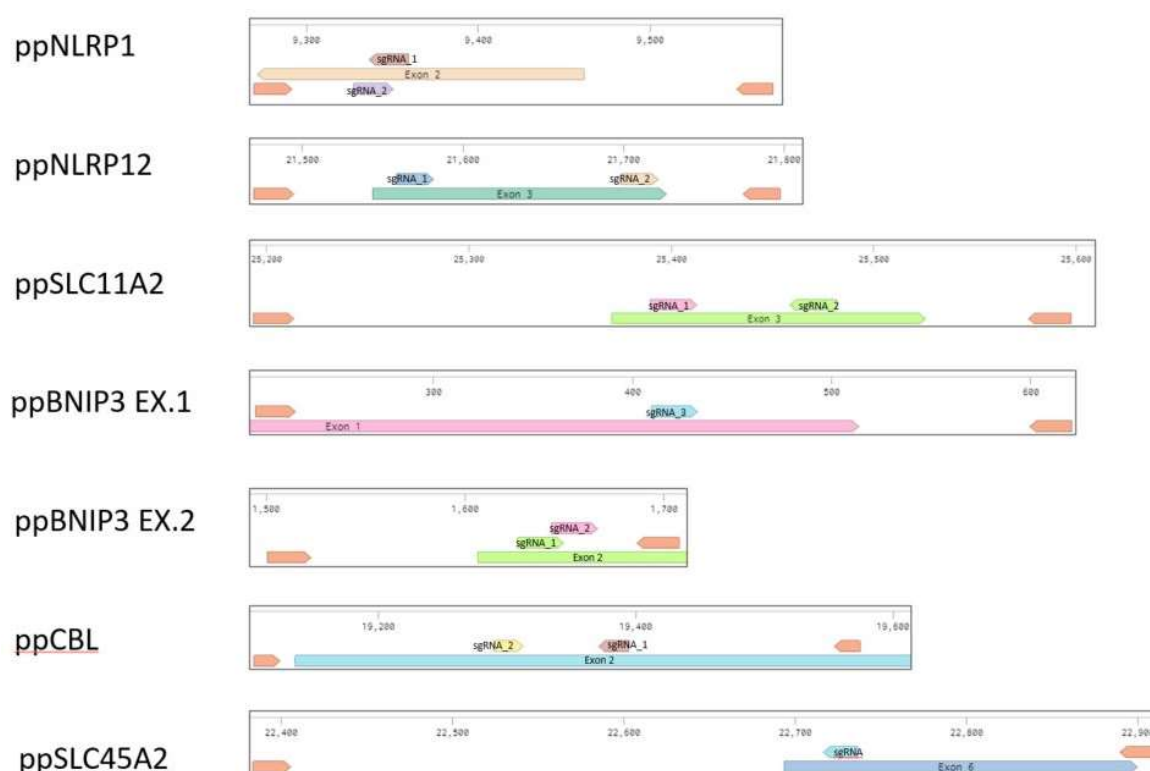 ppNLRP1
9,300 9,400 9,500
sgRNA_1
Exon 2
sgRNA_2
ppNLRP12
21,500 21,600 21,700 21,800
sgRNA_1 sgRNA_2
Exon 3
ppSLC11A2
25,200 25,300 25,400 25,500 25,600
sgRNA_1 sgRNA_2
Exon 3
ppBNIP3 EX.1
300 400 500 600
sgRNA_3
Exon 1
ppBNIP3 EX.2
1,500 1,600 1,700
sgRNA_2
sgRNA_1
Exon 2
ppCBL
19,200 19,400 19,600
sgRNA_2 sgRNA_1
Exon 2
ppSLC45A2
22,400 22,500 22,600 22,700 22,800 22,900
sgRNA
Exon 6